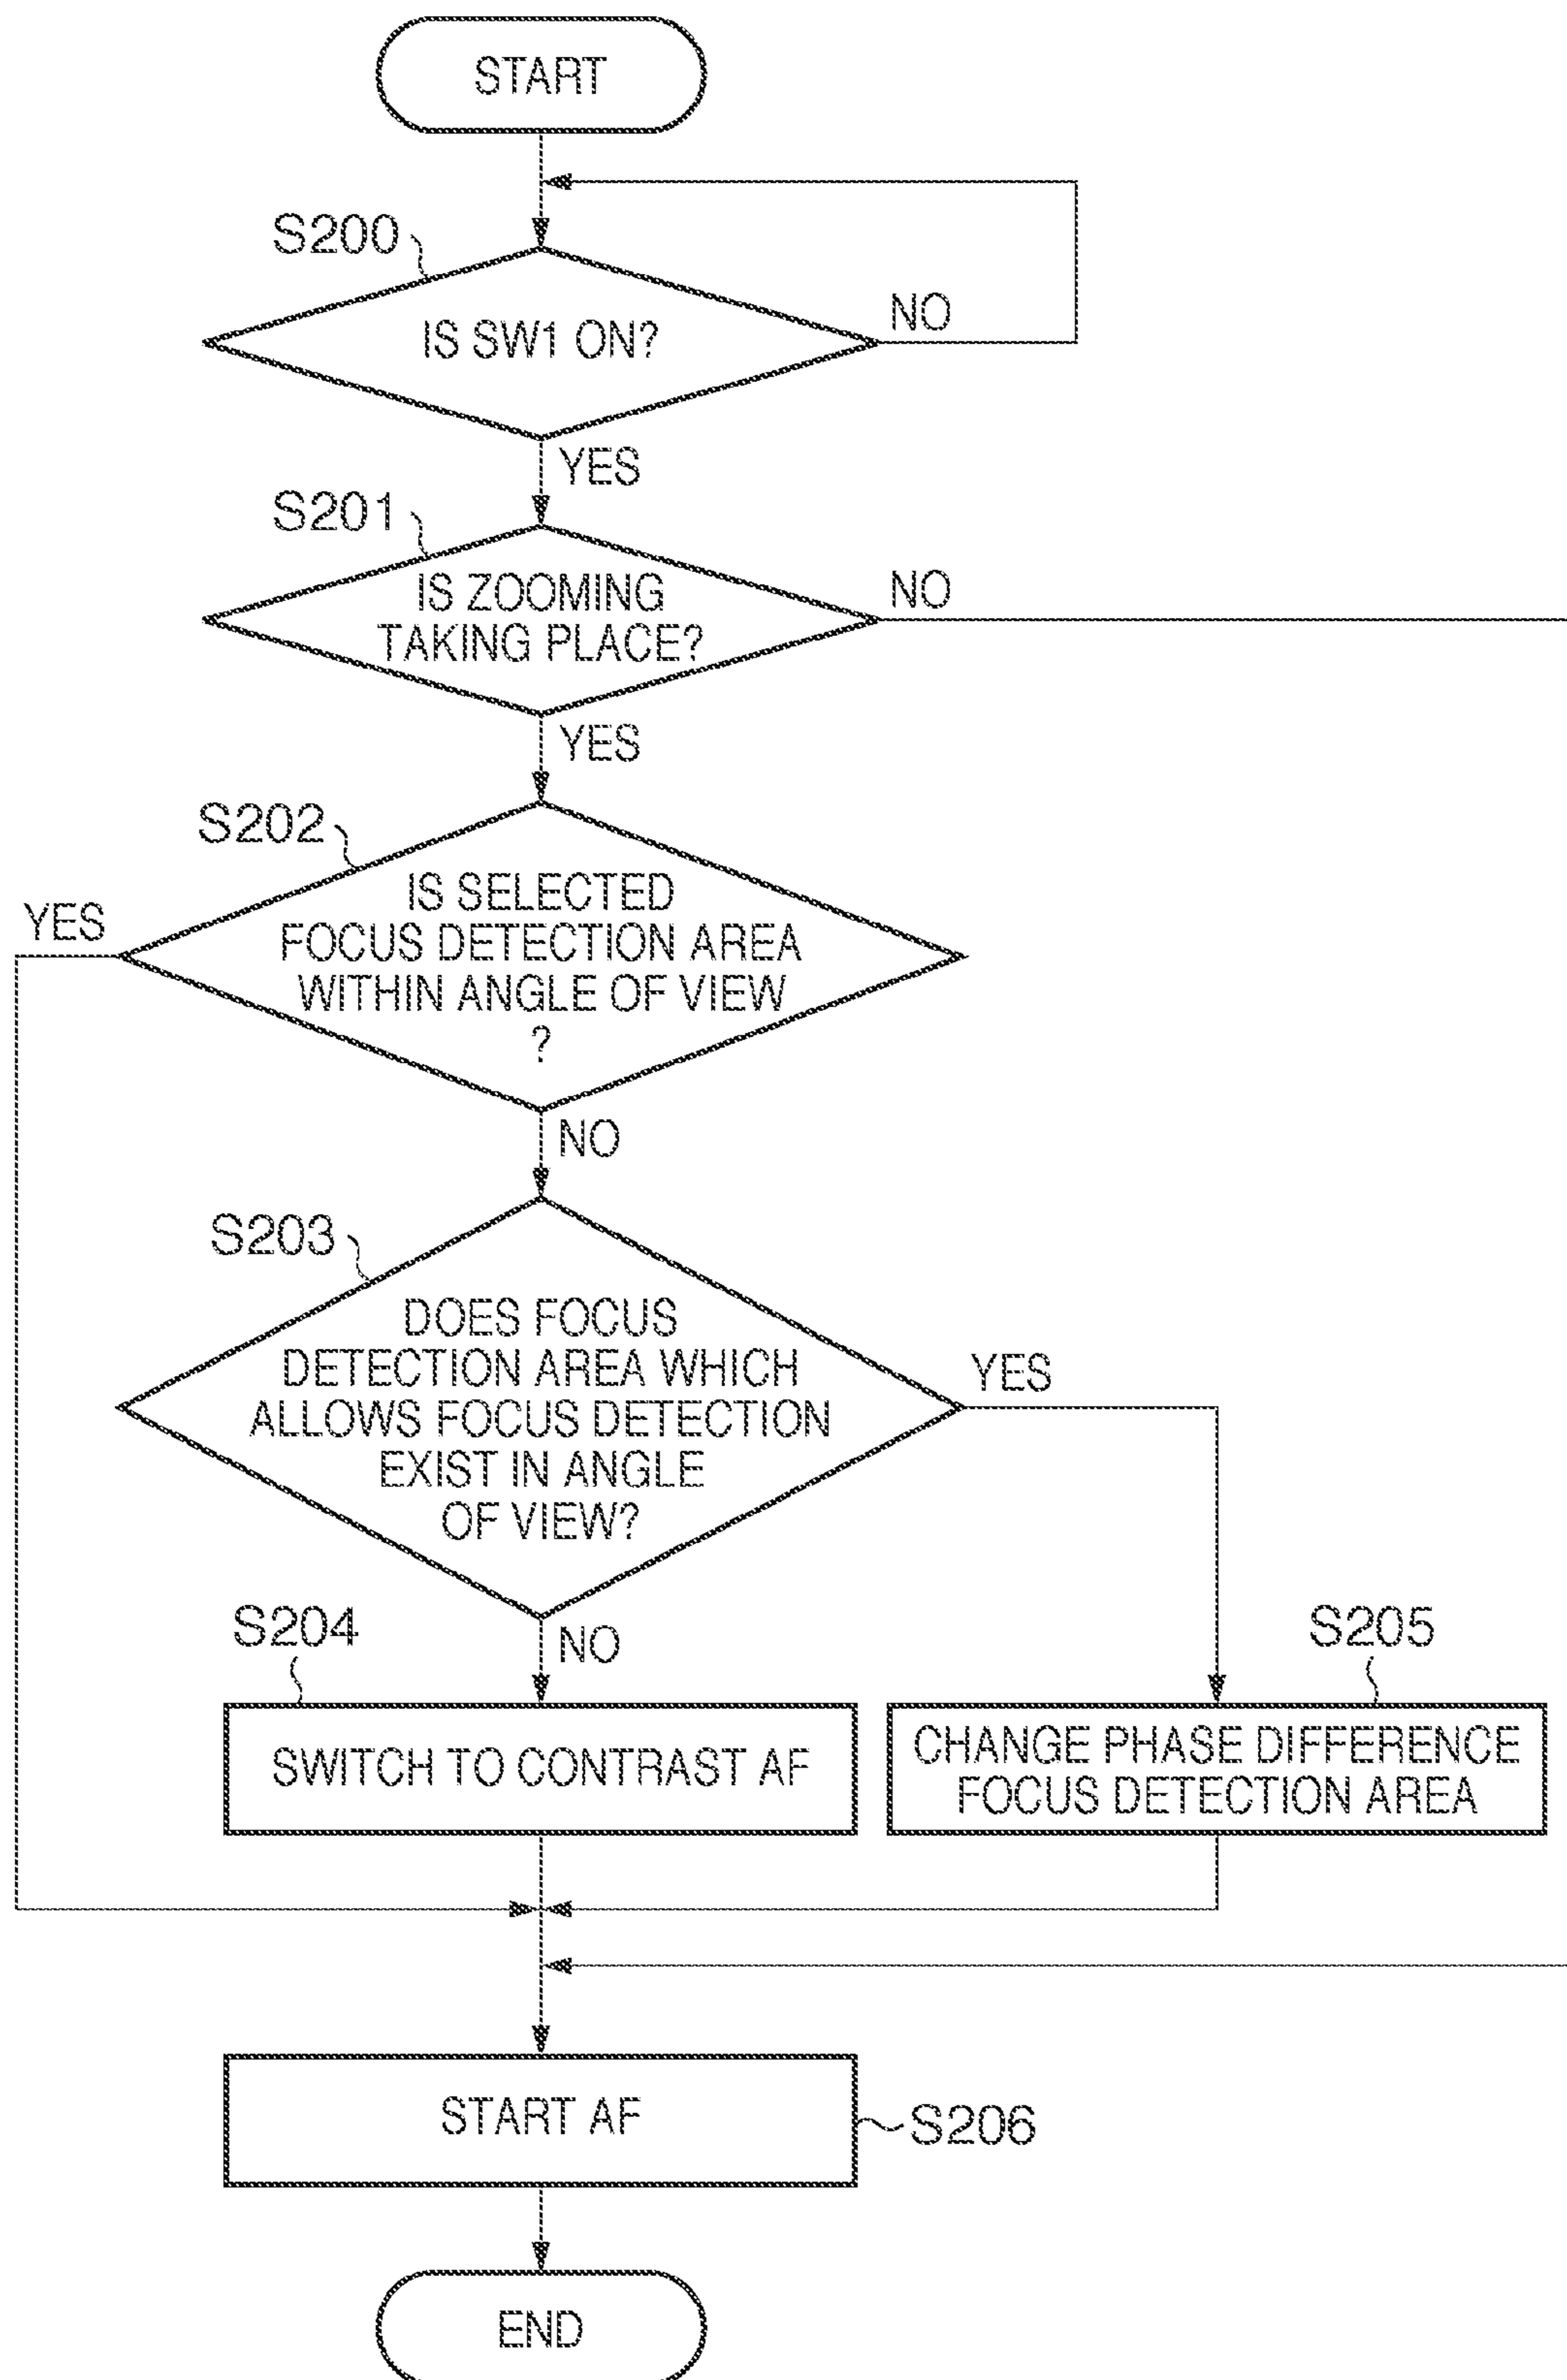 START
S200
IS SW1 ON?
NO
YES
S201
IS ZOOMING
TAKING PLACE?
NO
YES
S202
YES
IS SELECTED
FOCUS DETECTION AREA
WITHIN ANGLE OF VIEW
?
NO
S203
DOES FOCUS
DETECTION AREA WHICH
ALLOWS FOCUS DETECTION
EXIST IN ANGLE
OF VIEW?
YES
NO
S204
SWITCH TO CONTRAST AF
S205
CHANGE PHASE DIFFERENCE
FOCUS DETECTION AREA
START AF
S206
END